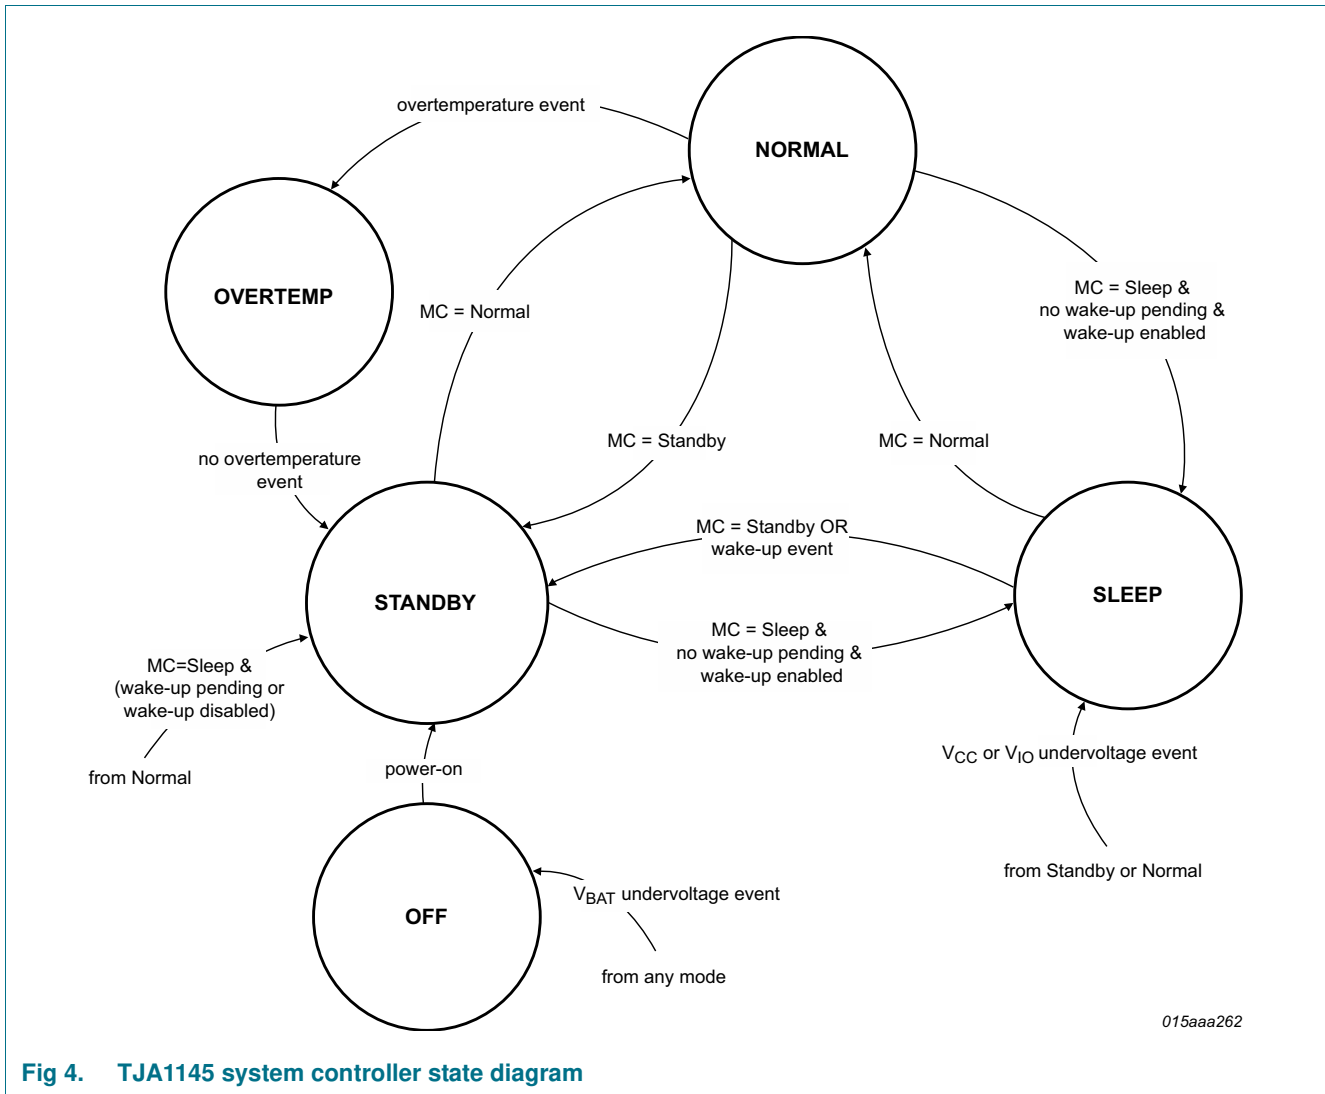 overtemperature event
NORMAL
OVERTEMP
MC = Normal
MC = Sleep &
no wake-up pending &
wake-up enabled
MC = Standby
MC = Normal
no overtemperature
event
MC = Standby OR
wake-up event
STANDBY
SLEEP
MC = Sleep &
no wake-up pending &
wake-up enabled
MC=Sleep &
(wake-up pending or
wake-up disabled)
from Normal
power-on
VCC or VIO undervoltage event
from Standby or Normal
OFF
VBAT undervoltage event
from any mode
015aaa262
Fig 4. TJA1145 system controller state diagram